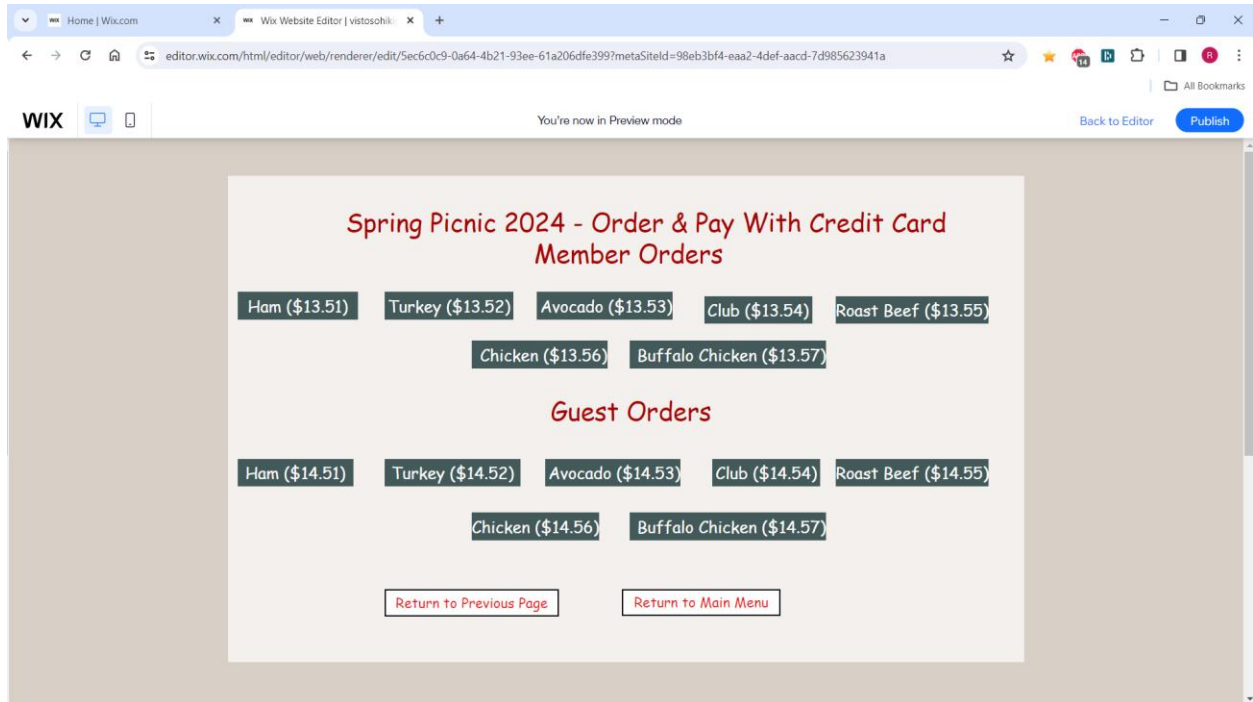 Home | Wix.com
Wix Website Editor | vistosohiki
editor.wix.com/html/editor/web/renderer/edit/5ec6c0c9-0a64-4b21-93ee-61a206dfe399?metaSiteId=98eb3bf4-eaa2-4def-aacd-7d985623941a
14
R
All Bookmarks
WIX You're now in Preview mode Back to Editor Publish
Spring Picnic 2024 - Order & Pay With Credit Card
Member Orders
Ham ($13.51) Turkey ($13.52) Avocado ($13.53) Club ($13.54) Roast Beef ($13.55)
Chicken ($13.56) Buffalo Chicken ($13.57)
Guest Orders
Ham ($14.51) Turkey ($14.52) Avocado ($14.53) Club ($14.54) Roast Beef ($14.55)
Chicken ($14.56) Buffalo Chicken ($14.57)
Return to Previous Page Return to Main Menu